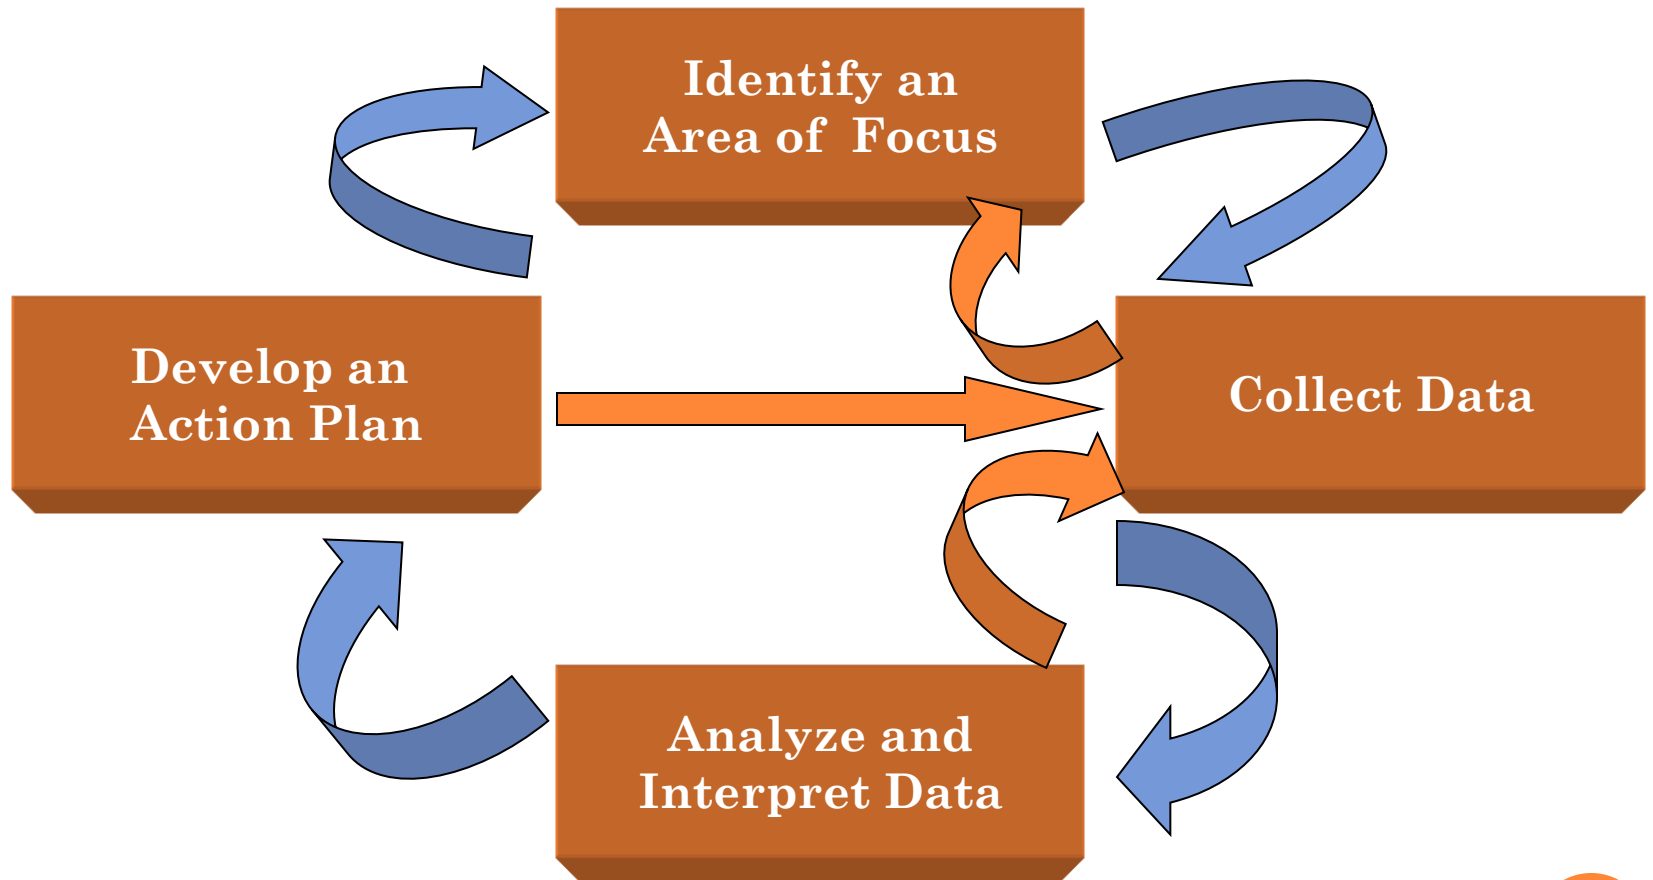 Identify an
Area of Focus
Develop an
Action Plan
Collect Data
Analyze and
Interpret Data